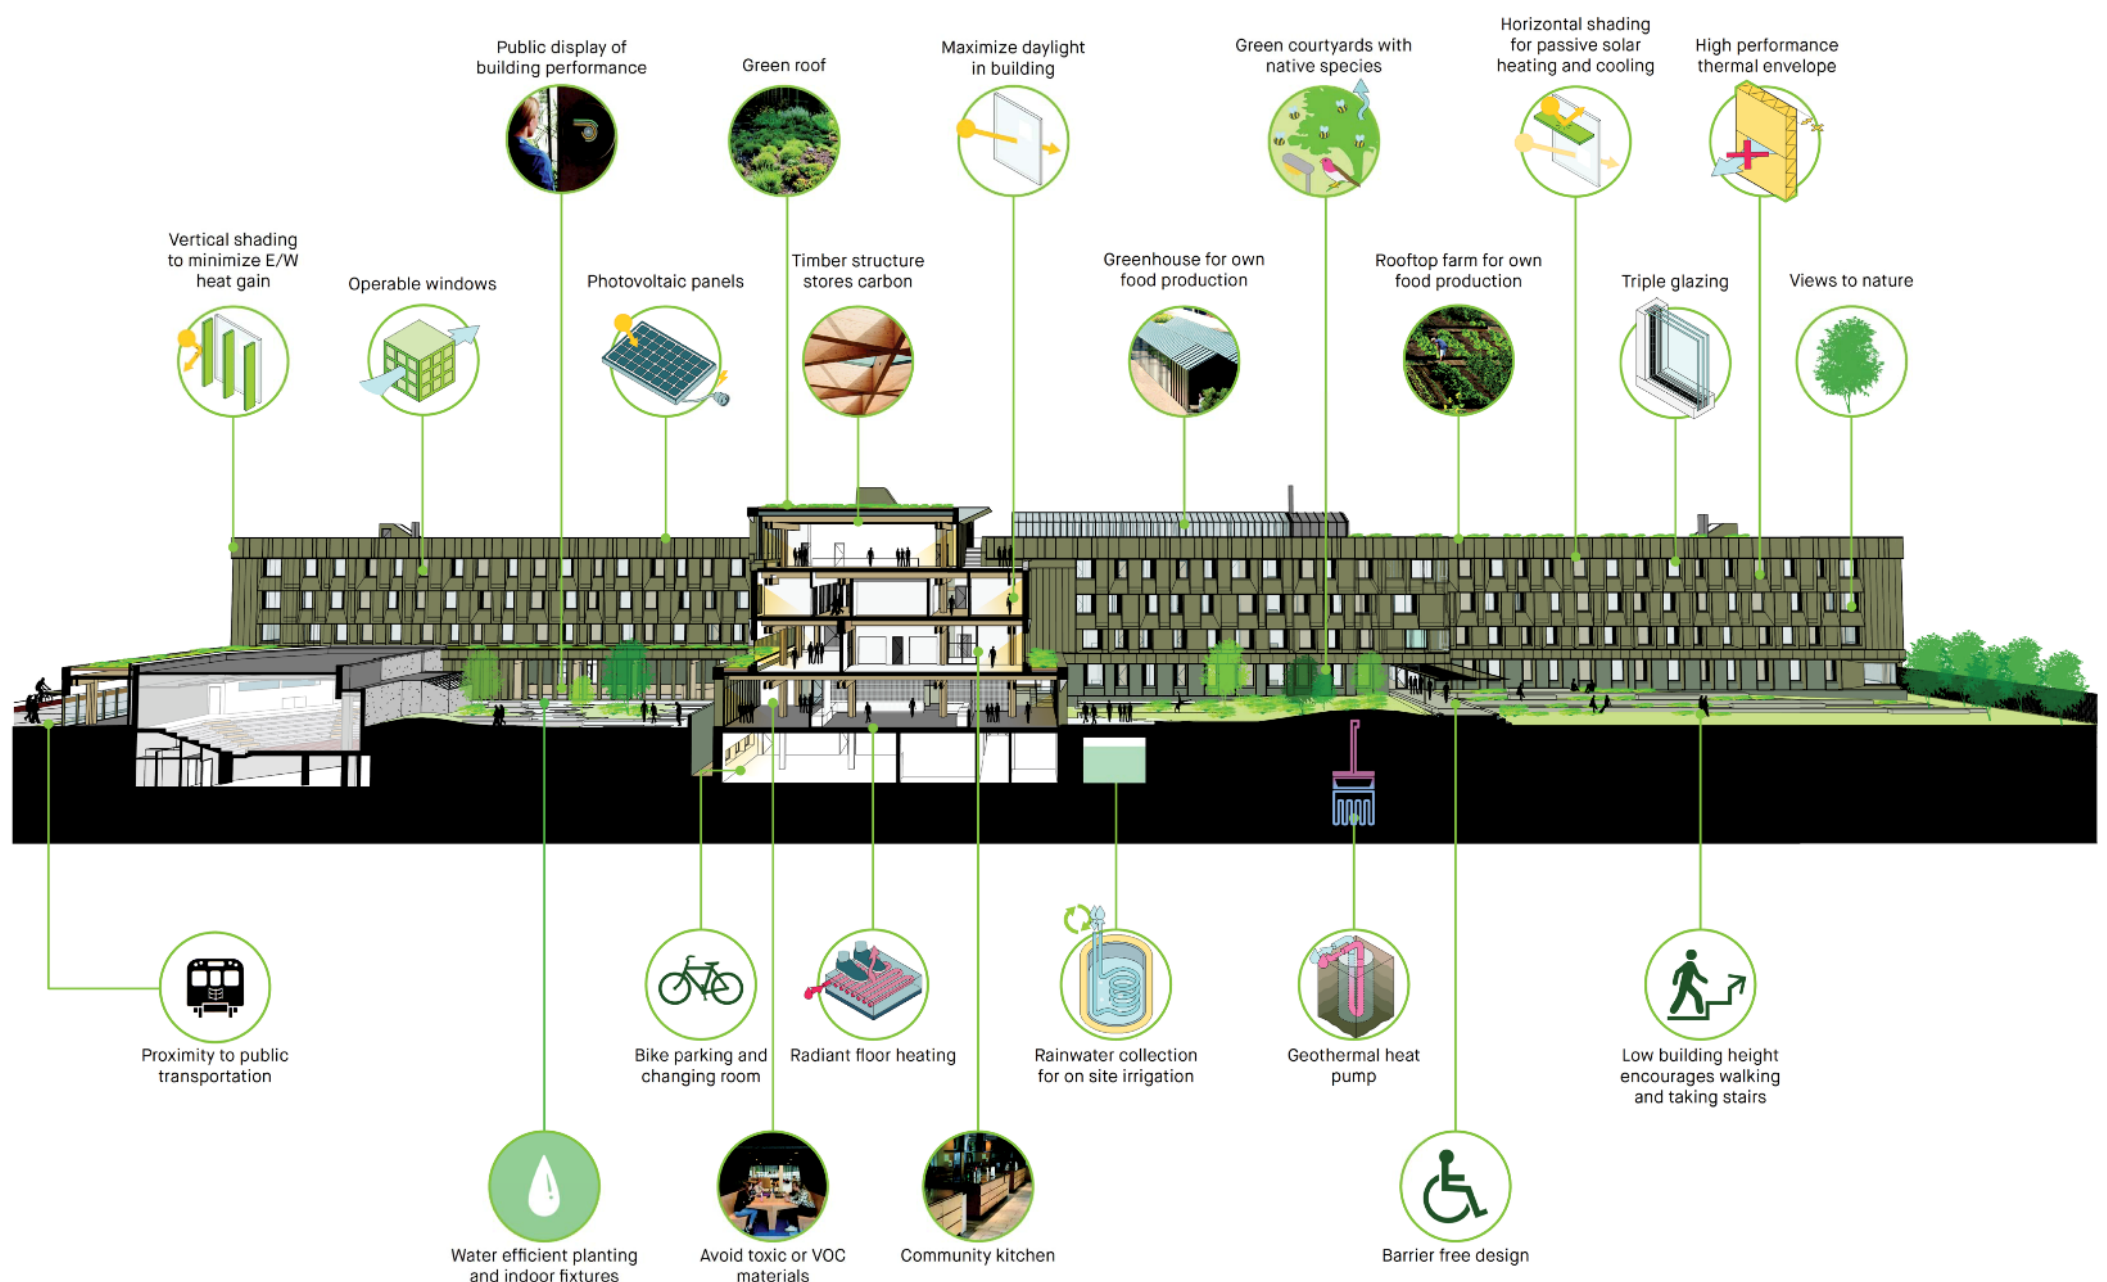 Public display of
building performance
Green roof
Maximize daylight
in building
Green courtyards with
native species
Horizontal shading
for passive solar
heating and cooling
High performance
thermal envelope
Vertical shading
to minimize E/W
heat gain
Operable windows
Photovoltaic panels
Timber structure
stores carbon
Greenhouse for own
food production
Rooftop farm for own
food production
Triple glazing
Views to nature
Proximity to public
transportation
Bike parking and
changing room
Radiant floor heating
Rainwater collection
for on site irrigation
Geothermal heat
pump
Low building height
encourages walking
and taking stairs
Water efficient planting
and indoor fixtures
Avoid toxic or VOC
materials
Community kitchen
Barrier free design